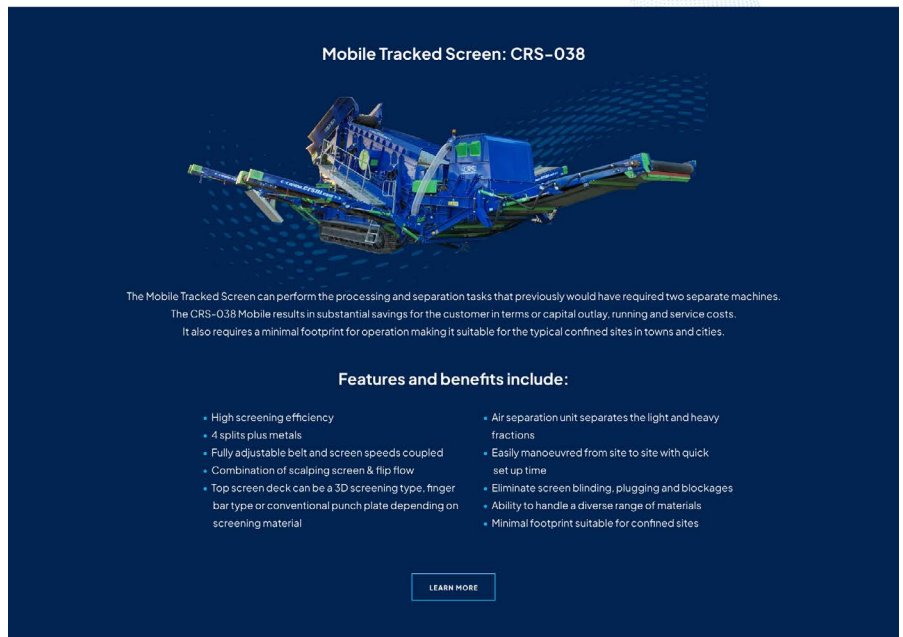 Mobile Tracked Screen: CRS-038
CRS
The Mobile Tracked Screen can perform the processing and separation tasks that previously would have required two separate machines.
The CRS-038 Mobile results in substantial savings for the customer in terms or capital outlay, running and service costs.
It also requires a minimal footprint for operation making it suitable for the typical confined sites in towns and cities.
Features and benefits include:
• High screening efficiency
• 4 splits plus metals
• Fully adjustable belt and screen speeds coupled
• Combination of scalping screen & flip flow
• Top screen deck can be a 3D screening type, finger
bar type or conventional punch plate depending on
screening material
• Air separation unit separates the light and heavy
fractions
• Easily manoeuvred from site to site with quick
set up time
• Eliminate screen blinding, plugging and blockages
• Ability to handle a diverse range of materials
• Minimal footprint suitable for confined sites
LEARN MORE